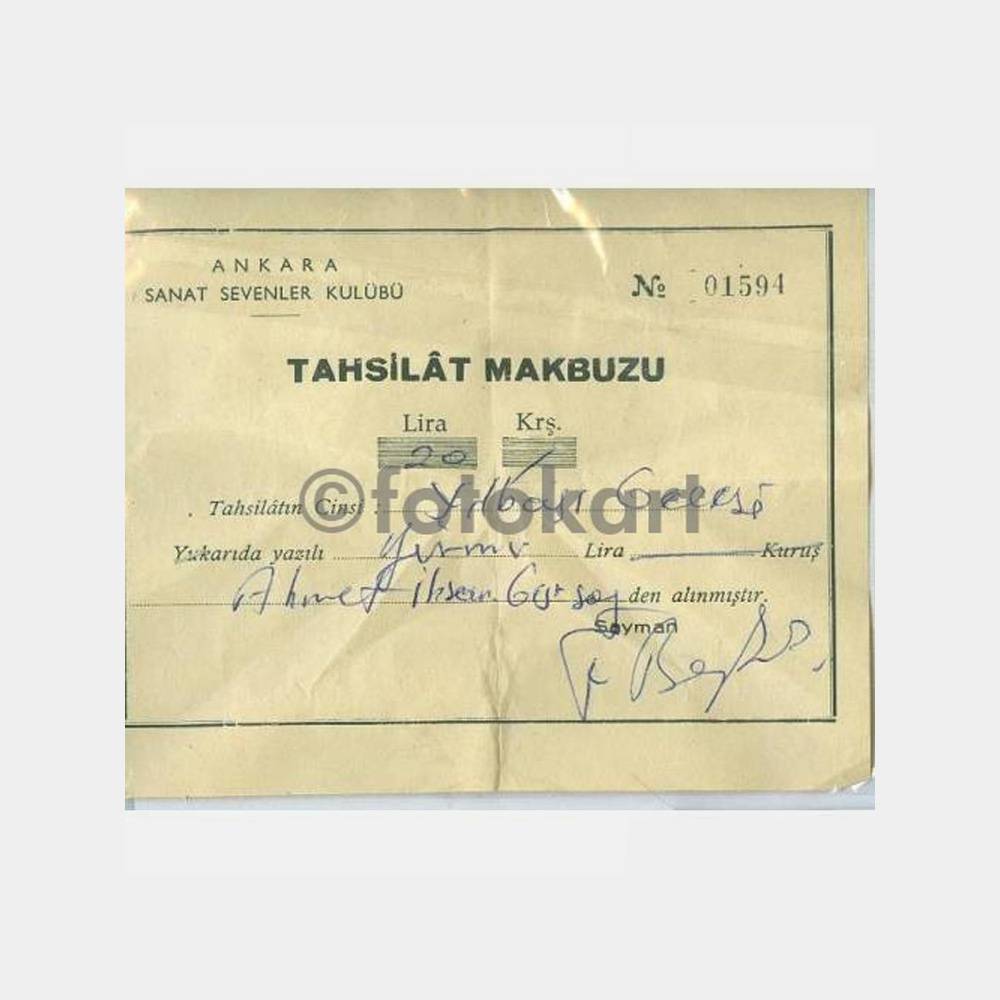 ANKARA
SANAT SEVENLER KULÜBÜ
№ 01594
TAHSİLÂT MAKBUZU
Lira Krş.
20
©fotokart
Tahsilâtın Cinsi : Yılbaşı Gecesi
Yukarıda yazılı Yirmi Lira Kuruş
Ahmet İhsan den alınmıştır.
Sayman